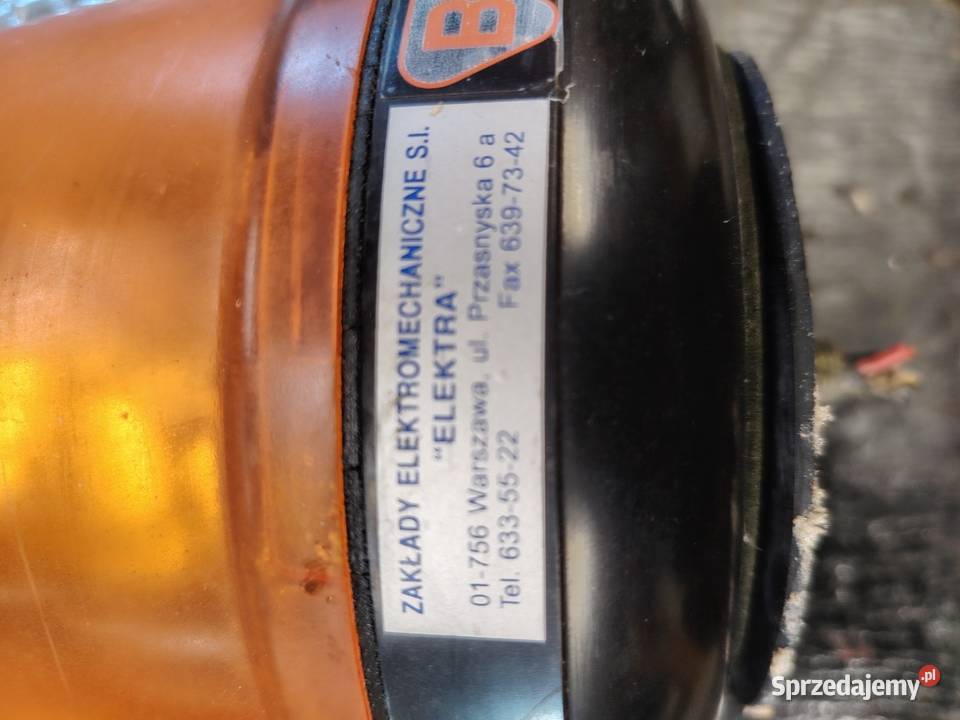 B
ZAKŁADY ELEKTROMECHANICZNE S.I.
"ELEKTRA"
01-756 Warszawa, ul. Przasnyska 6 a
Tel. 633-55-22 Fax 639-73-42
Sprzedajemy.pl